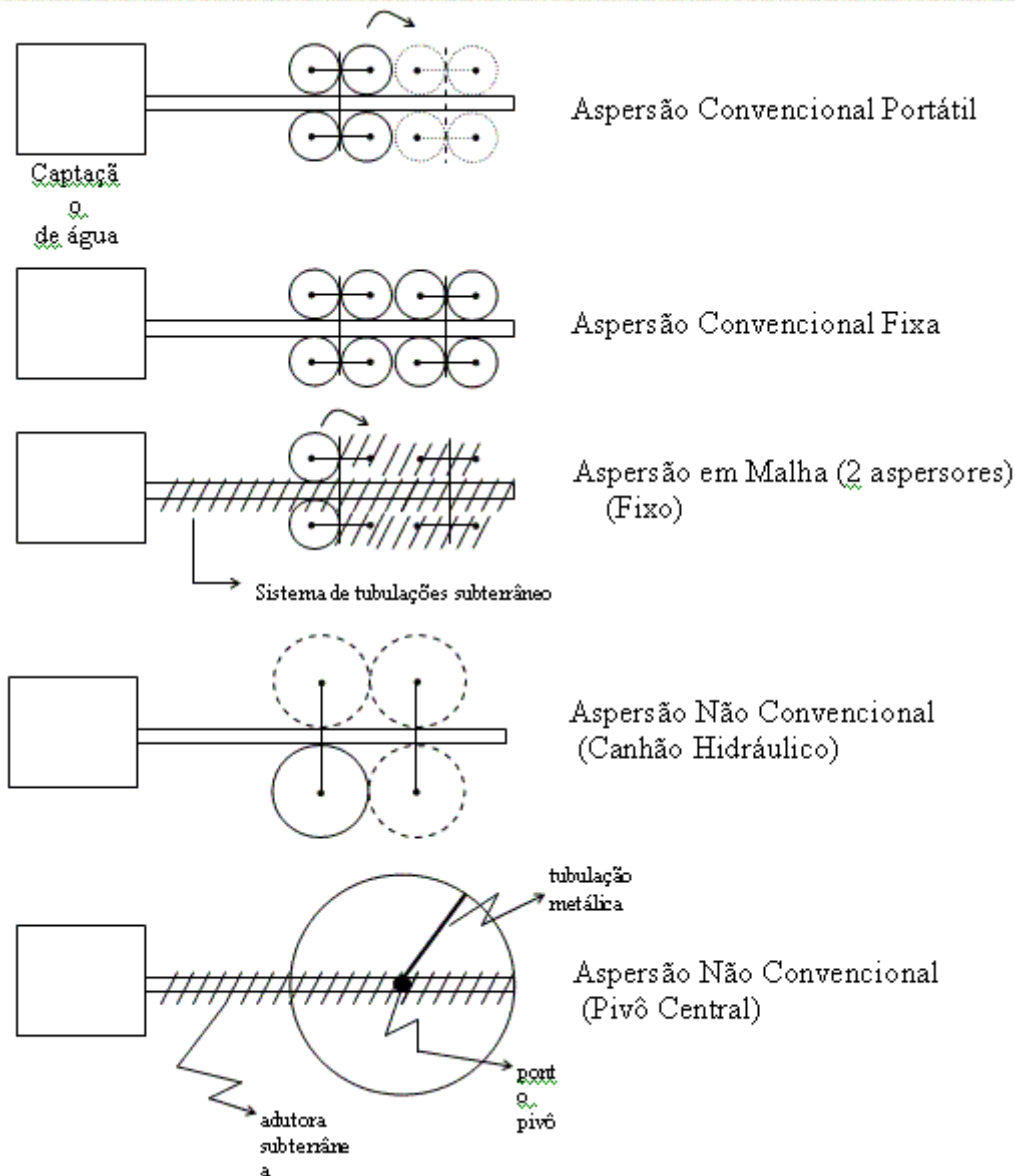 Aspersão Convencional Portátil
Captaçã
o
de água
Aspersão Convencional Fixa
Aspersão em Malha (2 aspersores)
(Fixo)
Sistema de tubulações subterrâneo
Aspersão Não Convencional
(Canhão Hidráulico)
tubulação
metálica
Aspersão Não Convencional
(Pivô Central)
pont
o
pivô
adutora
subterrâne
a